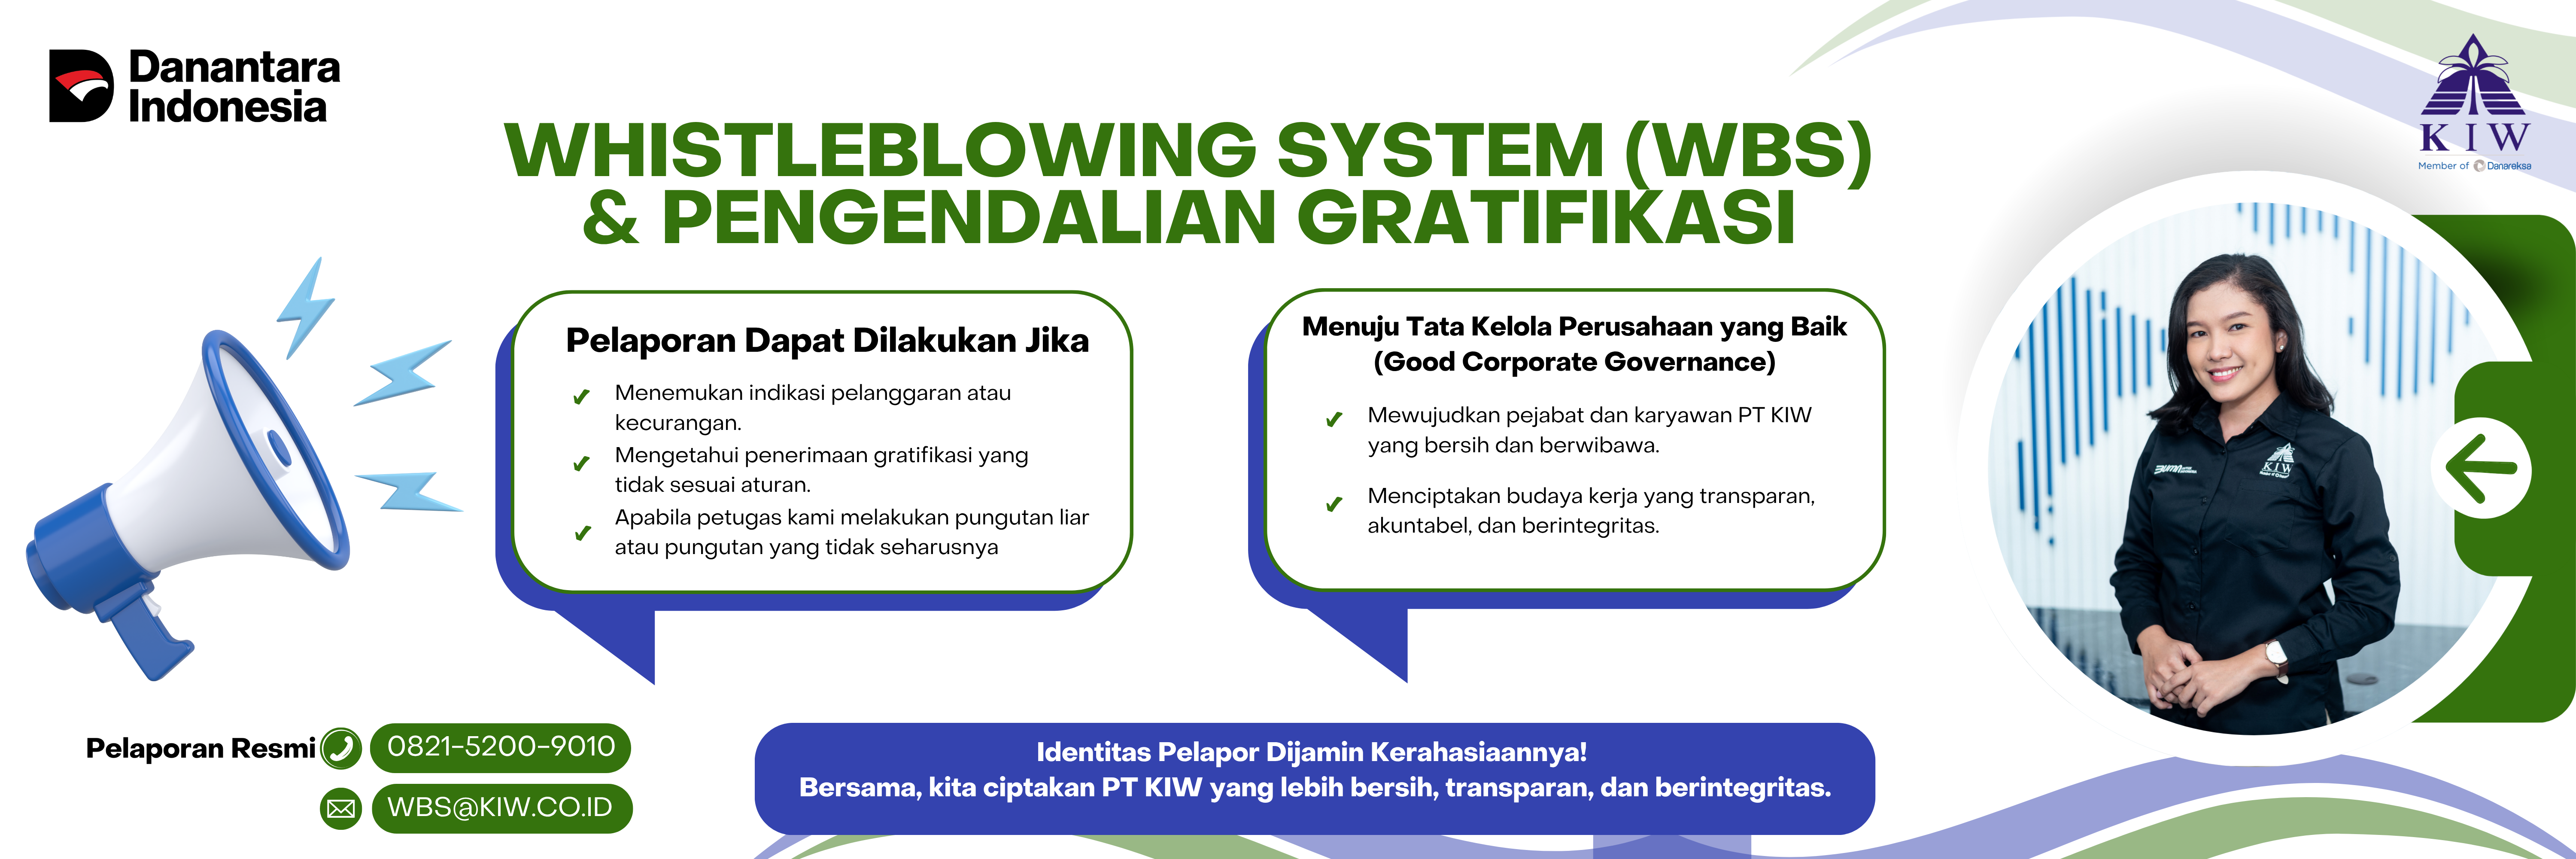 Danantara
Indonesia
K I W
Member of Danareksa
WHISTLEBLOWING SYSTEM (WBS)
& PENGENDALIAN GRATIFIKASI
Pelaporan Dapat Dilakukan Jika
Menemukan indikasi pelanggaran atau
kecurangan.
Mengetahui penerimaan gratifikasi yang
tidak sesuai aturan.
Apabila petugas kami melakukan pungutan liar
atau pungutan yang tidak seharusnya
Menuju Tata Kelola Perusahaan yang Baik
(Good Corporate Governance)
Mewujudkan pejabat dan karyawan PT KIW
yang bersih dan berwibawa.
Menciptakan budaya kerja yang transparan,
akuntabel, dan berintegritas.
BUMN
KIW
Pelaporan Resmi
0821-5200-9010
WBS@KIW.CO.ID
Identitas Pelapor Dijamin Kerahasiaannya!
Bersama, kita ciptakan PT KIW yang lebih bersih, transparan, dan berintegritas.